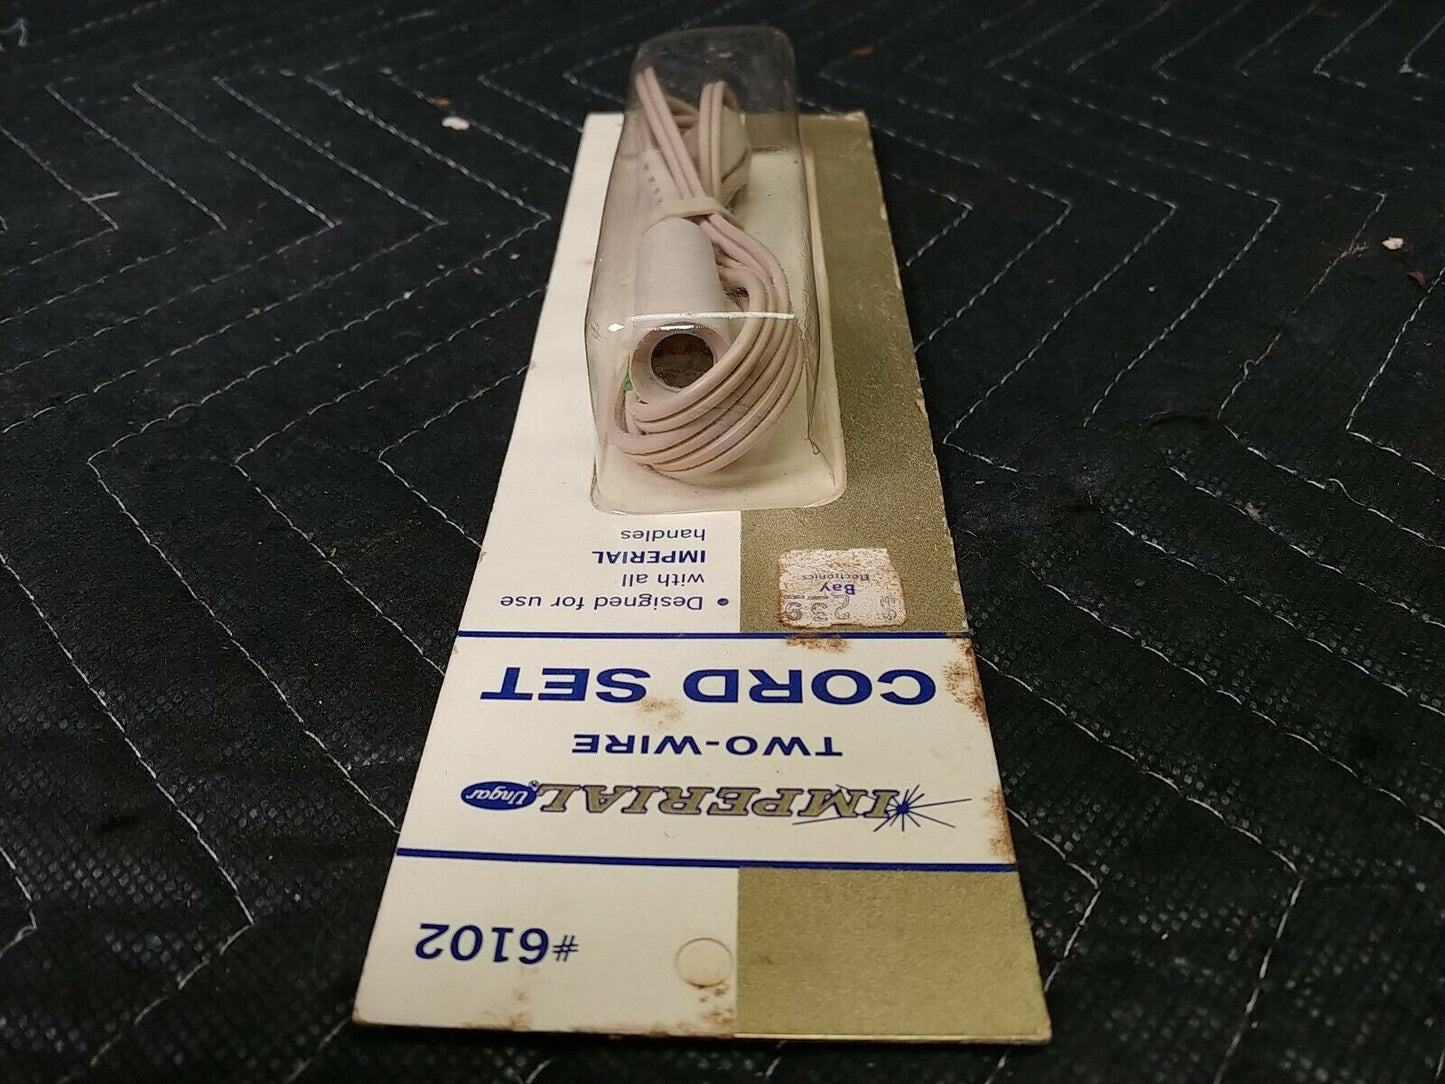 #6102
IMPERIAL Ungar®
TWO-WIRE
CORD SET
• Designed for use
with all
IMPERIAL
handles
Bay
Electronics